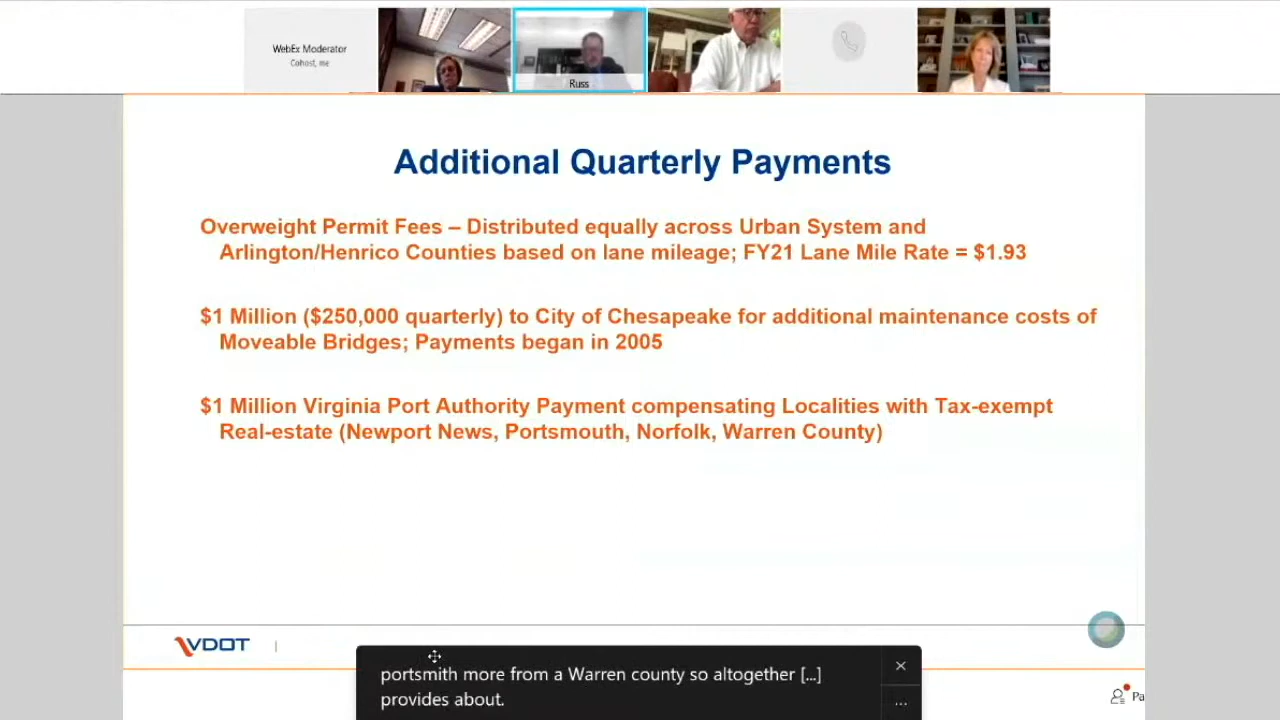 WebEx Moderator
Cohost, me
Russ
Additional Quarterly Payments
Overweight Permit Fees – Distributed equally across Urban System and
Arlington/Henrico Counties based on lane mileage; FY21 Lane Mile Rate = $1.93
$1 Million ($250,000 quarterly) to City of Chesapeake for additional maintenance costs of
Moveable Bridges; Payments began in 2005
$1 Million Virginia Port Authority Payment compensating Localities with Tax-exempt
Real-estate (Newport News, Portsmouth, Norfolk, Warren County)
VDOT
portsmith more from a Warren county so altogether [...]
provides about.
Pa